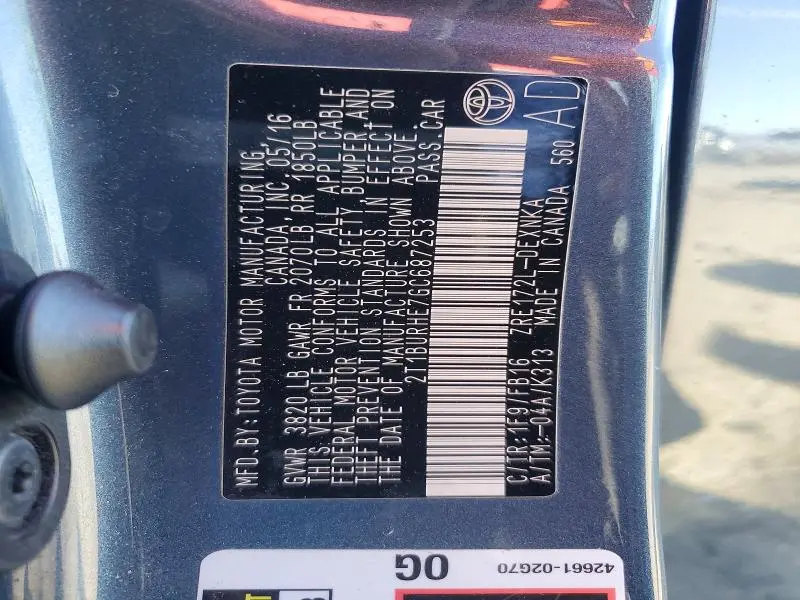 MFD.BY:TOYOTA MOTOR MANUFACTURING,
CANADA, INC. 05/16
GVWR 3820 LB GAWR FR 2070LB RR 1850LB
THIS VEHICLE CONFORMS TO ALL APPLICABLE
FEDERAL MOTOR VEHICLE SAFETY, BUMPER, AND
THEFT PREVENTION STANDARDS IN EFFECT ON
THE DATE OF MANUFACTURE SHOWN ABOVE.
2T1BURHE7GC687253 PASS.CAR
C/TR:1F9/FB16 ZRE172L-DEXNKA
A/TM:-04A/K313 MADE IN CANADA 560
AD
42661-02G70
0G